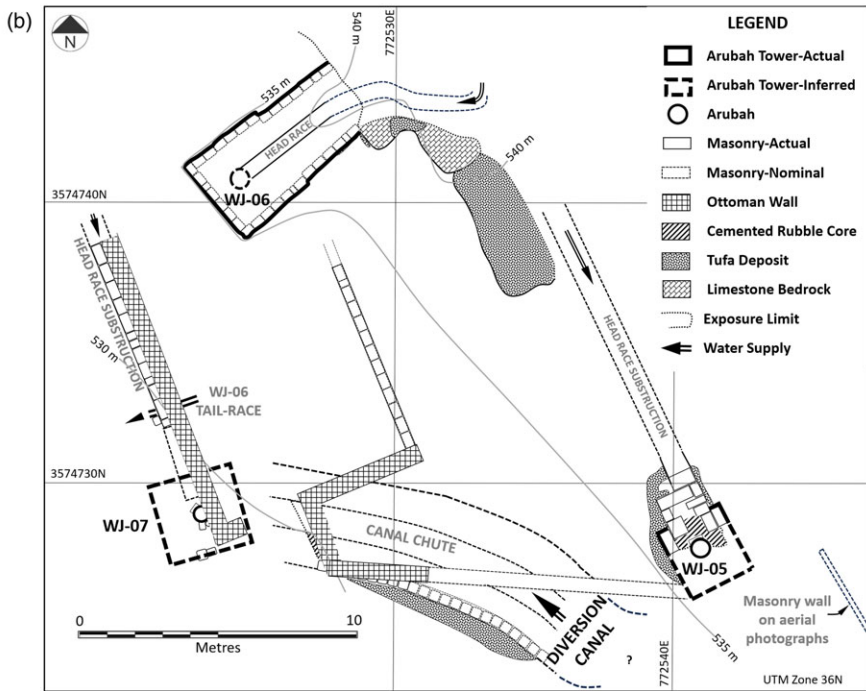 (b)
N
540 m
772530E
535 m
HEAD RACE
WJ-06
540 m
3574740N
HEAD RACE SUBSTRUCTION
530 m
WJ-06
TAIL-RACE
HEAD RACE SUBSTRUCTION
3574730N
WJ-07
CANAL CHUTE
WJ-05
DIVERSION
CANAL
?
Masonry wall
on aerial
photographs
535 m
772540E
0
10
Metres
UTM Zone 36N
LEGEND
Arubah Tower-Actual
Arubah Tower-Inferred
Arubah
Masonry-Actual
Masonry-Nominal
Ottoman Wall
Cemented Rubble Core
Tufa Deposit
Limestone Bedrock
Exposure Limit
Water Supply